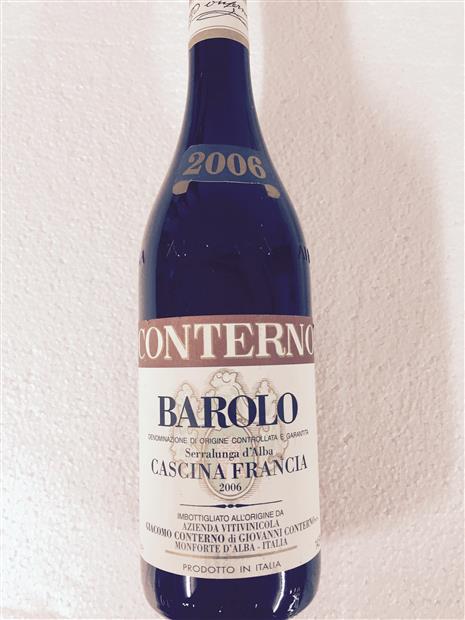 2006
CONTERNO
BAROLO
DENOMINAZIONE DI ORIGINE CONTROLLATA E GARANTITA
Serralunga d'Alba
CASCINA FRANCIA
2006
IMBOTTIGLIATO ALL'ORIGINE DA
AZIENDA VITIVINICOLA
GIACOMO CONTERNO di GIOVANNI CONTERNO
MONFORTE D'ALBA - ITALIA
PRODOTTO IN ITALIA